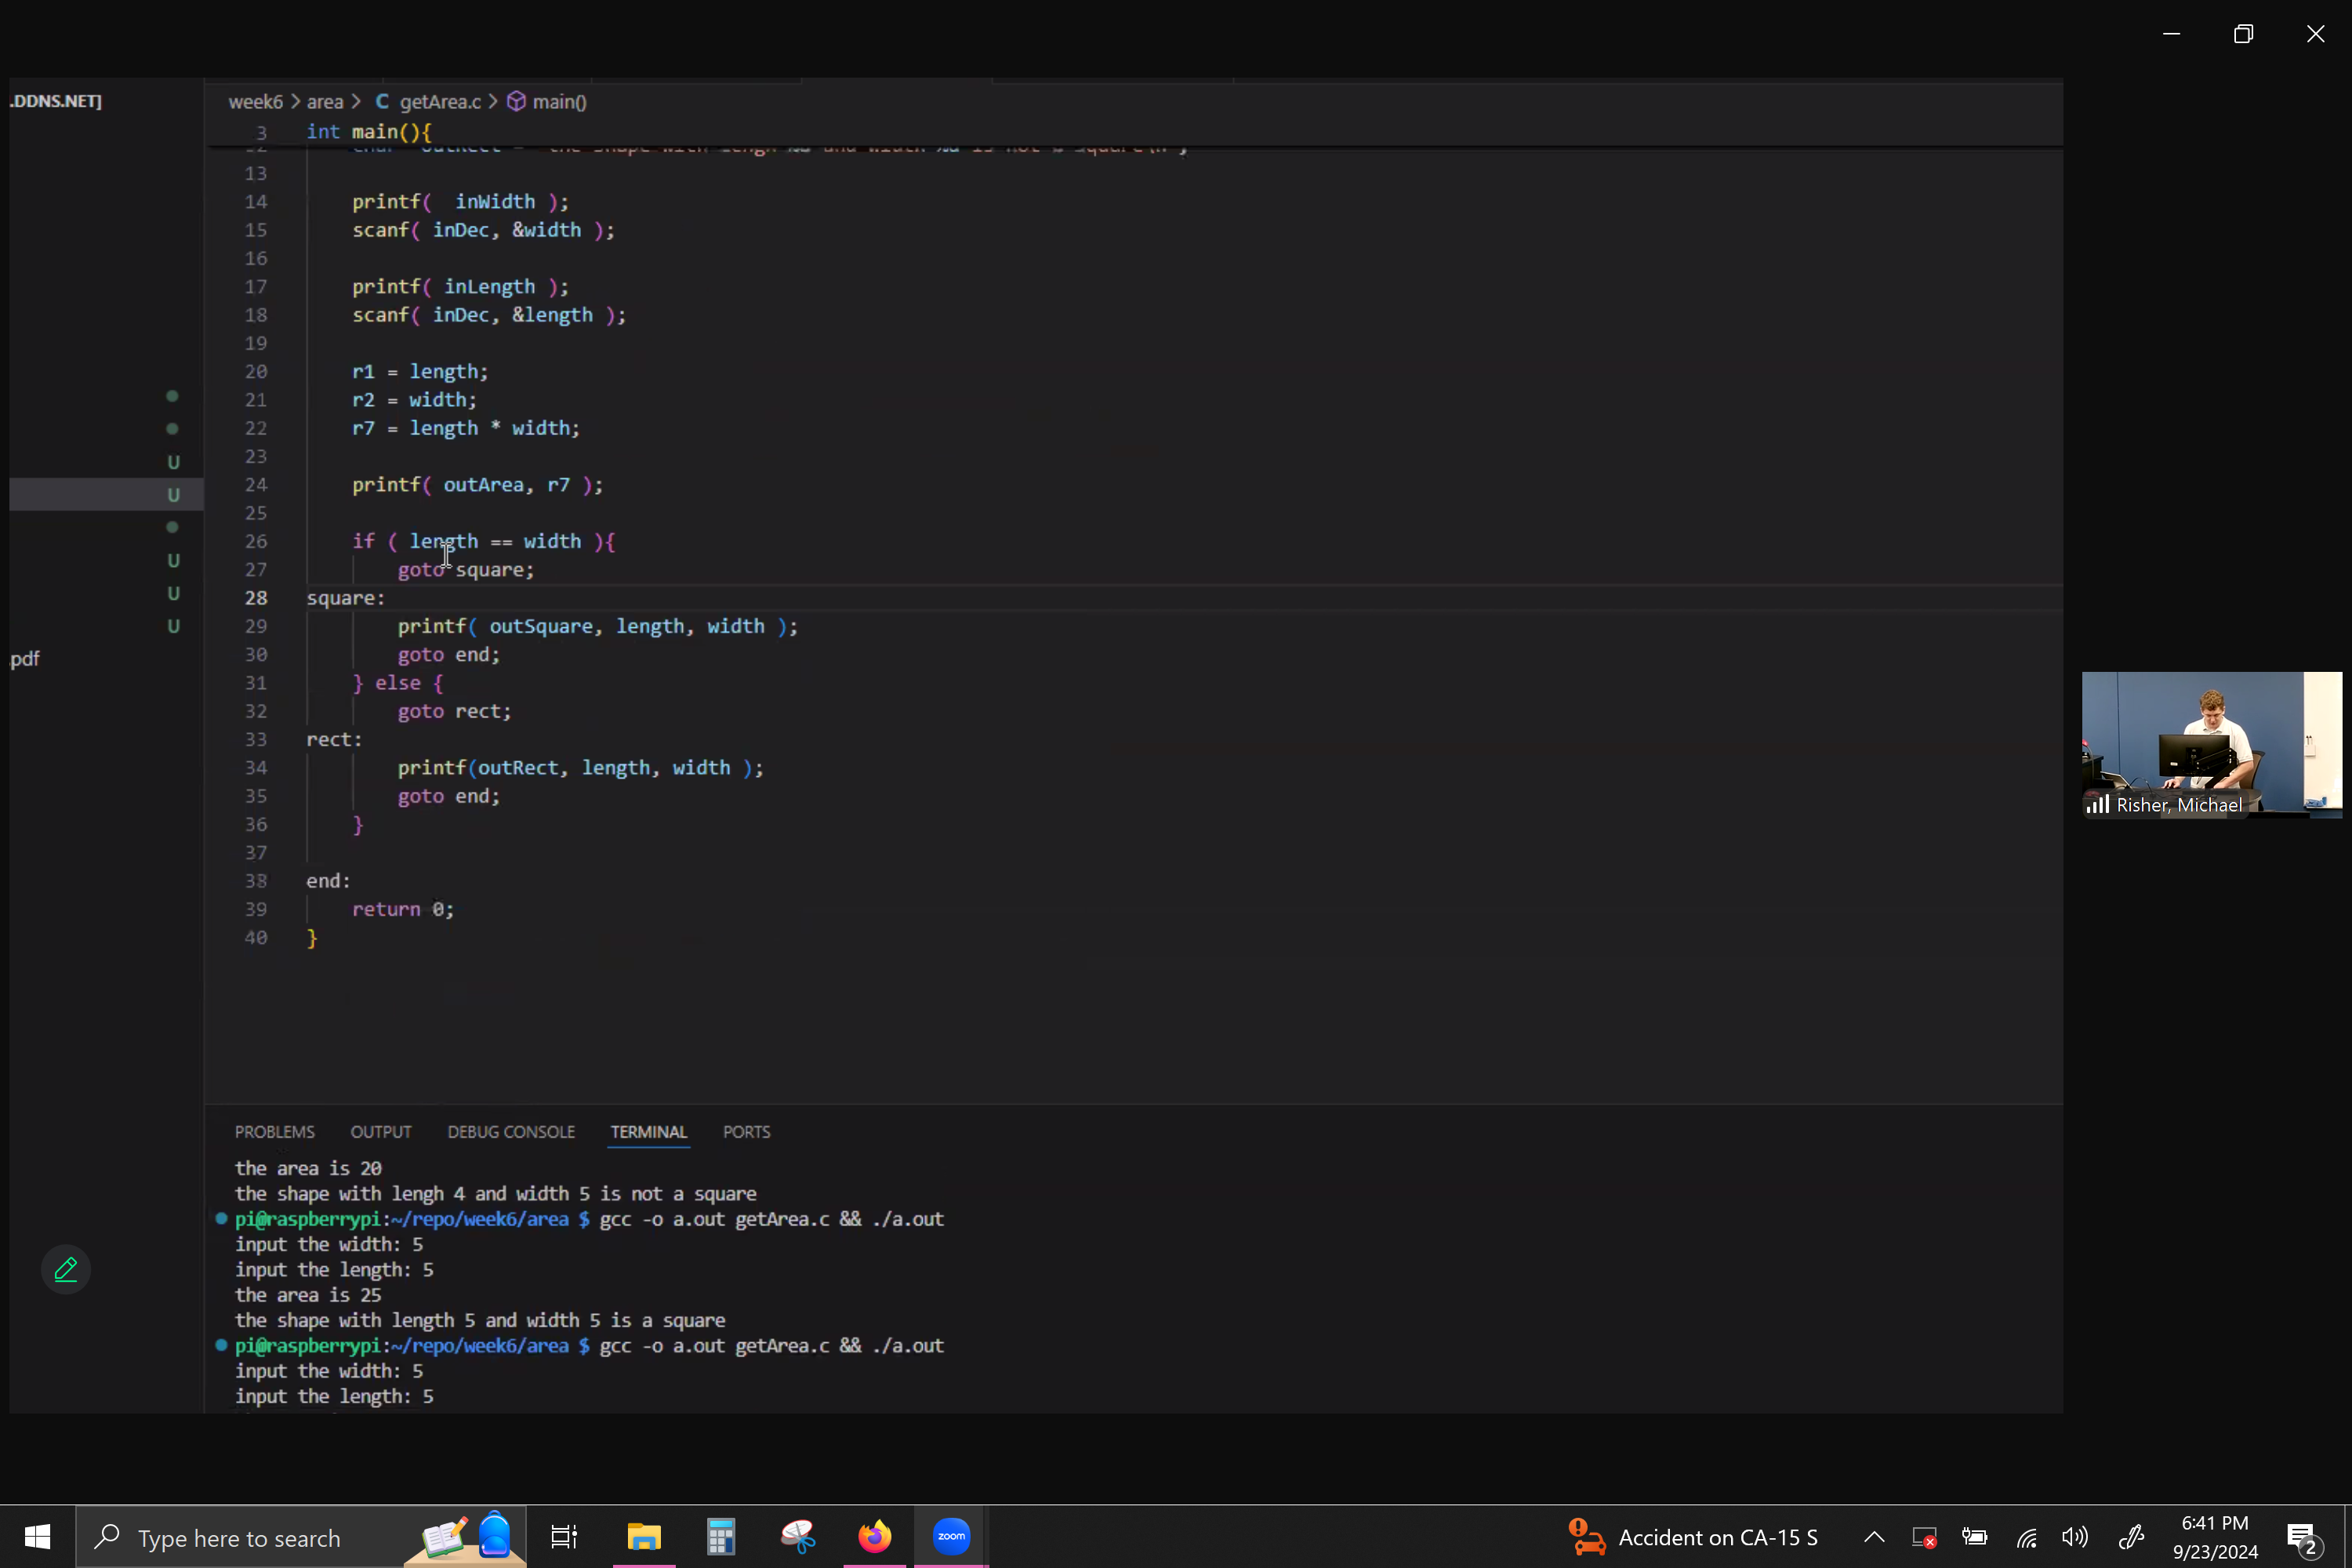 .DDNS.NET]
week6 > area > C getArea.c > main()
3 int main(){
13
14 printf(  inWidth );
15 scanf( inDec, &width );
16
17 printf( inLength );
18 scanf( inDec, &length );
19
20 r1 = length;
21 r2 = width;
22 r7 = length * width;
23
24 printf( outArea, r7 );
25
26 if ( length == width ){
27 goto square;
28 square:
29 printf( outSquare, length, width );
30 goto end;
31 } else {
32 goto rect;
33 rect:
34 printf(outRect, length, width );
35 goto end;
36 }
37
38 end:
39 return 0;
40 }
U
U
U
U
U
.pdf
Risher, Michael
PROBLEMS OUTPUT DEBUG CONSOLE TERMINAL PORTS
the area is 20
the shape with lengh 4 and width 5 is not a square
pi@raspberrypi:~/repo/week6/area $ gcc -o a.out getArea.c && ./a.out
input the width: 5
input the length: 5
the area is 25
the shape with length 5 and width 5 is a square
pi@raspberrypi:~/repo/week6/area $ gcc -o a.out getArea.c && ./a.out
input the width: 5
input the length: 5
Type here to search
zoom
Accident on CA-15 S
6:41 PM
9/23/2024
2